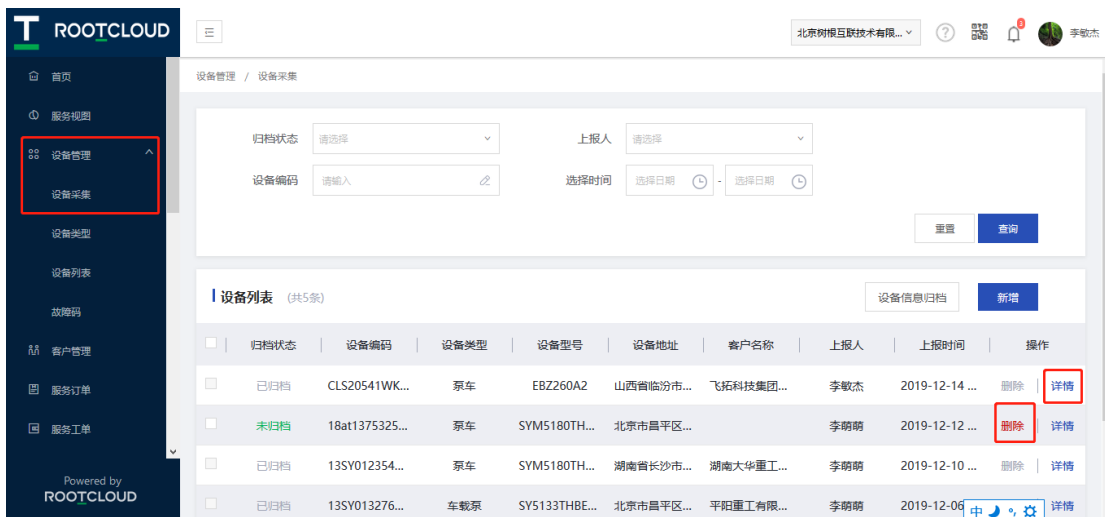 ROOTCLOUD
北京树根互联技术有限...
3
李敏杰
首页
服务视图
设备管理
设备采集
设备类型
设备列表
故障码
客户管理
服务订单
服务工单
Powered by
ROOTCLOUD
设备管理 / 设备采集
归档状态 请选择 上报人 请选择
设备编码 请输入 选择时间 选择日期 - 选择日期
重置 查询
设备列表 (共5条) 设备信息归档 新增
归档状态 设备编码 设备类型 设备型号 设备地址 客户名称 上报人 上报时间 操作
已归档 CLS20541WK... 泵车 EBZ260A2 山西省临汾市... 飞拓科技集团... 李敏杰 2019-12-14 ... 删除 详情
未归档 18at1375325... 泵车 SYM5180TH... 北京市昌平区... 李萌萌 2019-12-12 ... 删除 详情
已归档 13SY012354... 泵车 SYM5180TH... 湖南省长沙市... 湖南大华重工... 李萌萌 2019-12-10 ... 删除 详情
已归档 13SY013276... 车载泵 SY5133THBE... 北京市昌平区... 平阳重工有限... 李萌萌 2019-12-06 详情
中